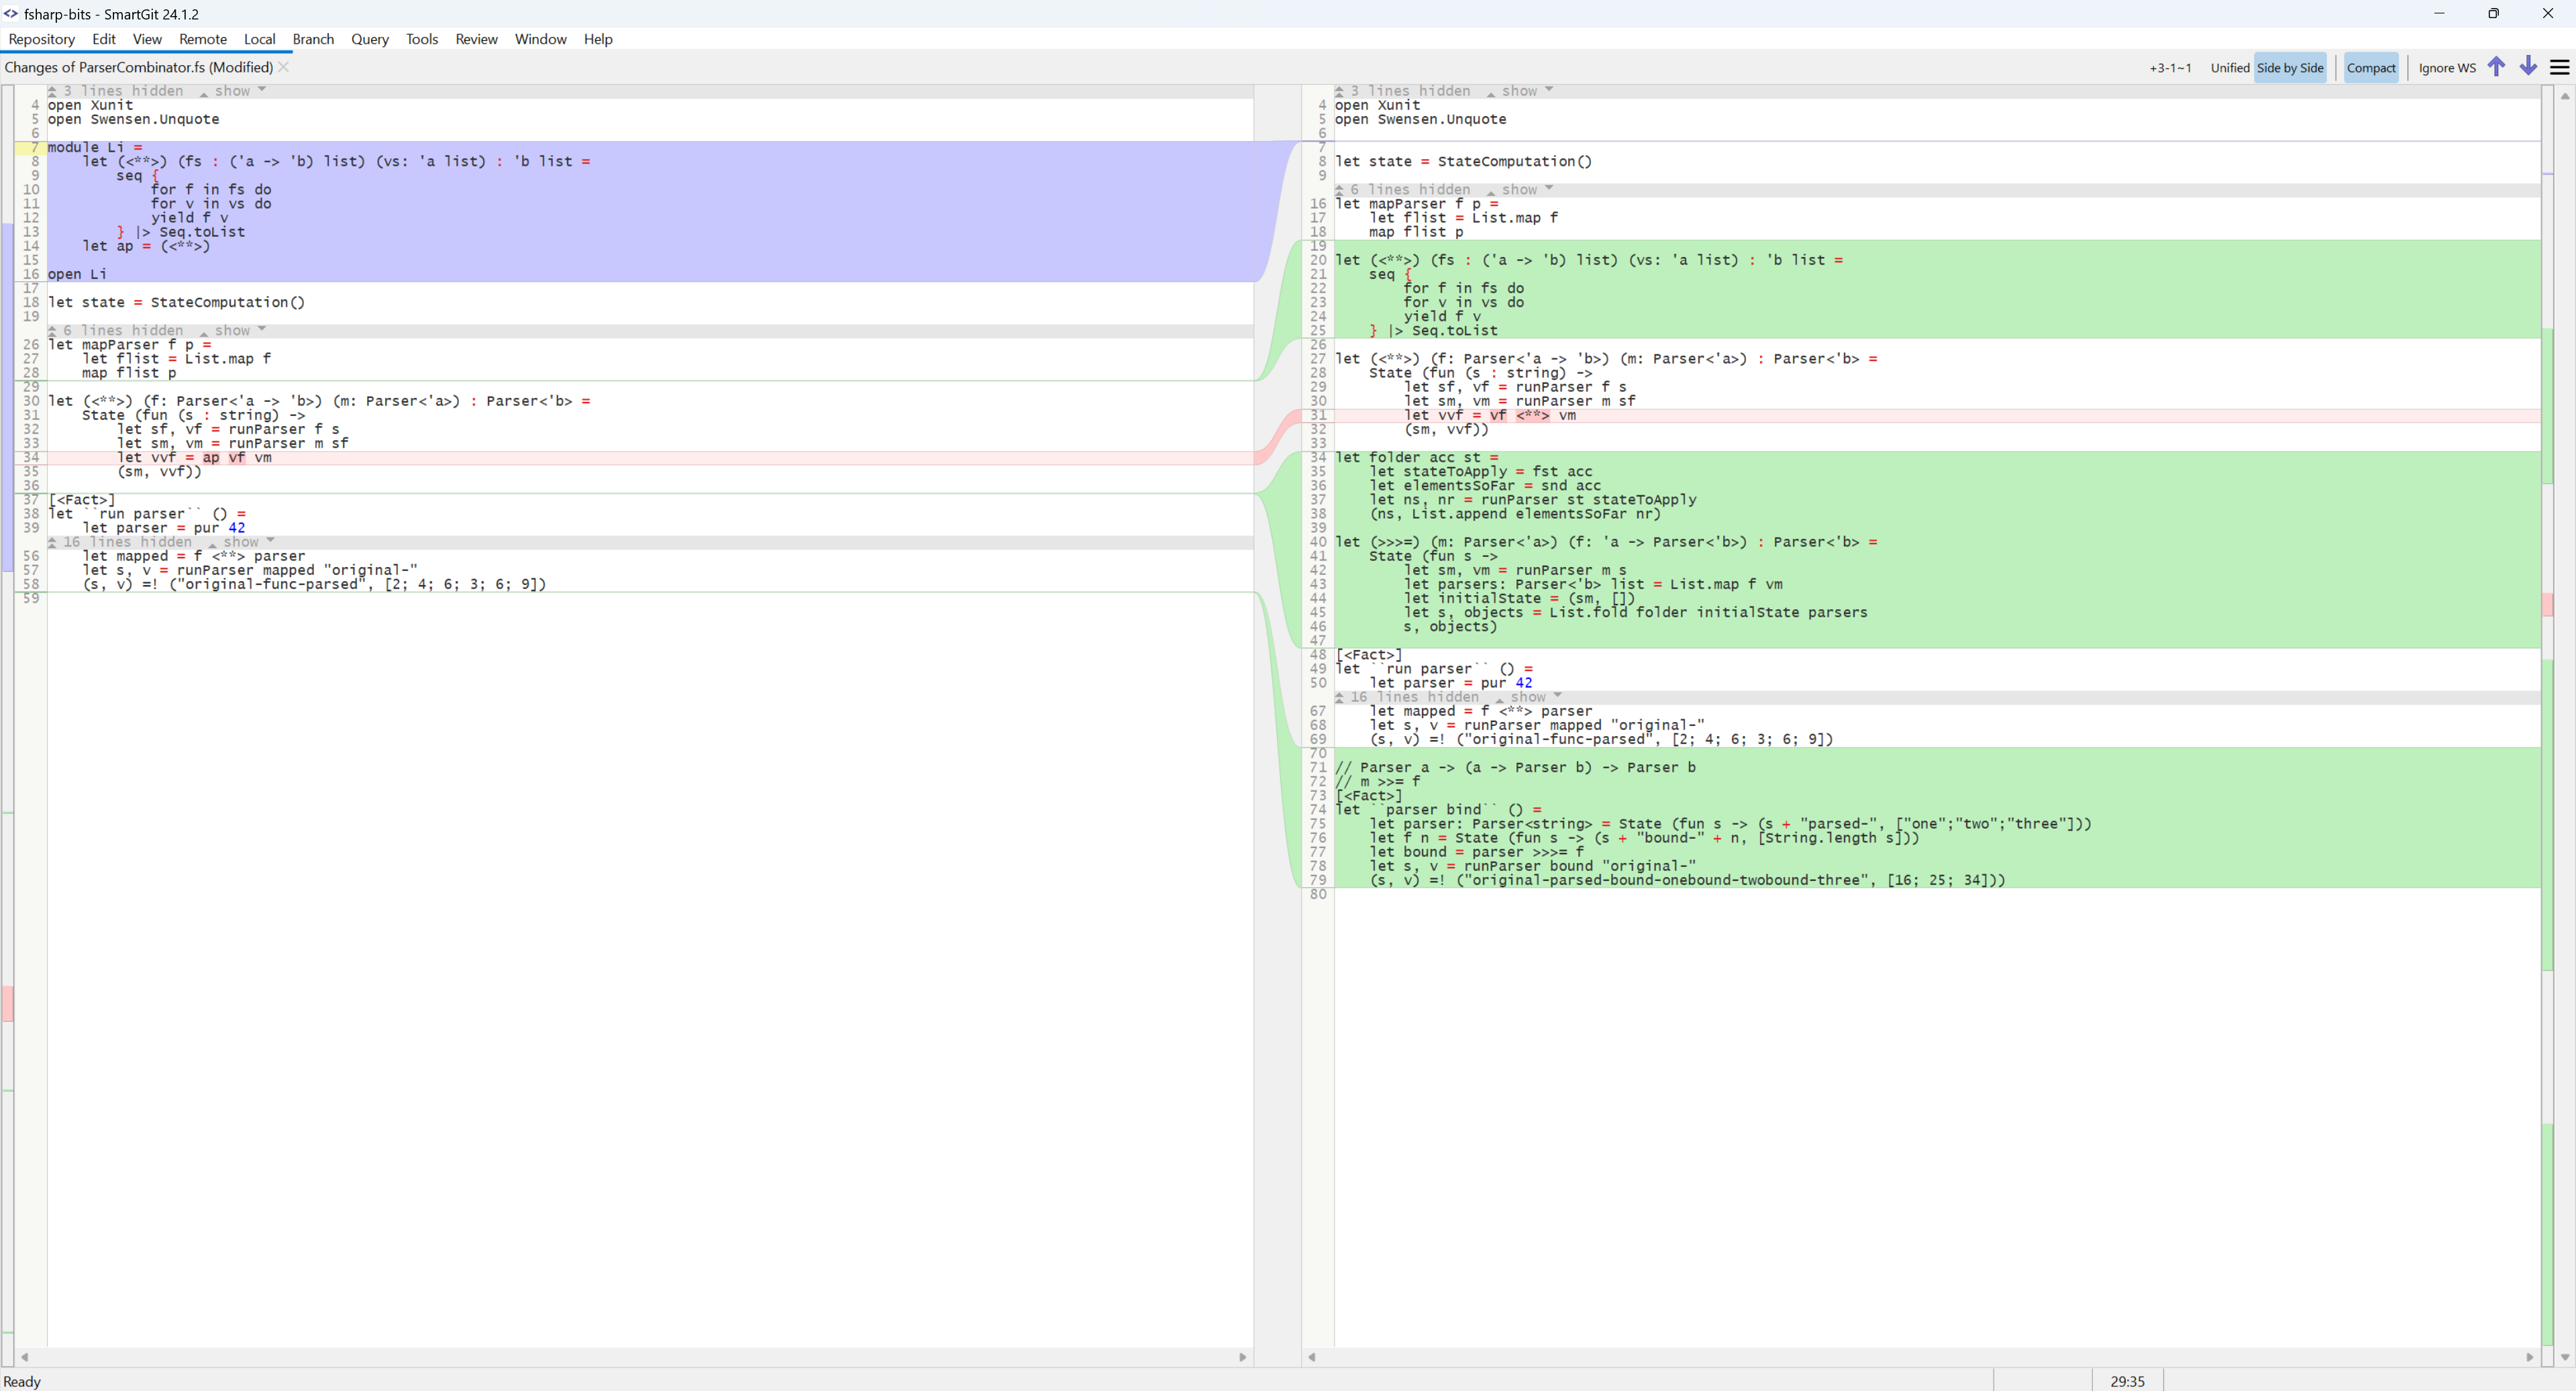 fsharp-bits - SmartGit 24.1.2
Repository Edit View Remote Local Branch Query Tools Review Window Help
Changes of ParserCombinator.fs (Modified)
+3-1~1 Unified Side by Side Compact Ignore WS
3 lines hidden show
4 open Xunit
5 open Swensen.Unquote
6
7 module Li =
8     let (<**>) (fs : ('a -> 'b) list) (vs: 'a list) : 'b list =
9         seq {
10             for f in fs do
11             for v in vs do
12             yield f v
13         } |> Seq.toList
14     let ap = (<**>)
15
16 open Li
17
18 let state = StateComputation()
19
6 lines hidden show
26 let mapParser f p =
27     let flist = List.map f
28     map flist p
29
30 let (<**>) (f: Parser<'a -> 'b>) (m: Parser<'a>) : Parser<'b> =
31     State (fun (s : string) ->
32         let sf, vf = runParser f s
33         let sm, vm = runParser m sf
34         let vvf = ap vf vm
35         (sm, vvf))
36
37 [<Fact>]
38 let ``run parser`` () =
39     let parser = pur 42
16 lines hidden show
56     let mapped = f <**> parser
57     let s, v = runParser mapped "original-"
58     (s, v) =! ("original-func-parsed", [2; 4; 6; 3; 6; 9])
59
3 lines hidden show
4 open Xunit
5 open Swensen.Unquote
6
7
8 let state = StateComputation()
9
6 lines hidden show
16 let mapParser f p =
17     let flist = List.map f
18     map flist p
19
20 let (<**>) (fs : ('a -> 'b) list) (vs: 'a list) : 'b list =
21     seq {
22         for f in fs do
23         for v in vs do
24         yield f v
25     } |> Seq.toList
26
27 let (<**>) (f: Parser<'a -> 'b>) (m: Parser<'a>) : Parser<'b> =
28     State (fun (s : string) ->
29         let sf, vf = runParser f s
30         let sm, vm = runParser m sf
31         let vvf = vf <**> vm
32         (sm, vvf))
33
34 let folder acc st =
35     let stateToApply = fst acc
36     let elementsSoFar = snd acc
37     let ns, nr = runParser st stateToApply
38     (ns, List.append elementsSoFar nr)
39
40 let (>>>=) (m: Parser<'a>) (f: 'a -> Parser<'b>) : Parser<'b> =
41     State (fun s ->
42         let sm, vm = runParser m s
43         let parsers: Parser<'b> list = List.map f vm
44         let initialState = (sm, [])
45         let s, objects = List.fold folder initialState parsers
46         s, objects)
47
48 [<Fact>]
49 let ``run parser`` () =
50     let parser = pur 42
16 lines hidden show
67     let mapped = f <**> parser
68     let s, v = runParser mapped "original-"
69     (s, v) =! ("original-func-parsed", [2; 4; 6; 3; 6; 9])
70
71 // Parser a -> (a -> Parser b) -> Parser b
72 // m >>= f
73 [<Fact>]
74 let ``parser bind`` () =
75     let parser: Parser<string> = State (fun s -> (s + "parsed-", ["one";"two";"three"]))
76     let f n = State (fun s -> (s + "bound-" + n, [String.length s]))
77     let bound = parser >>>= f
78     let s, v = runParser bound "original-"
79     (s, v) =! ("original-parsed-bound-onebound-twobound-three", [16; 25; 34]))
80
Ready
29:35